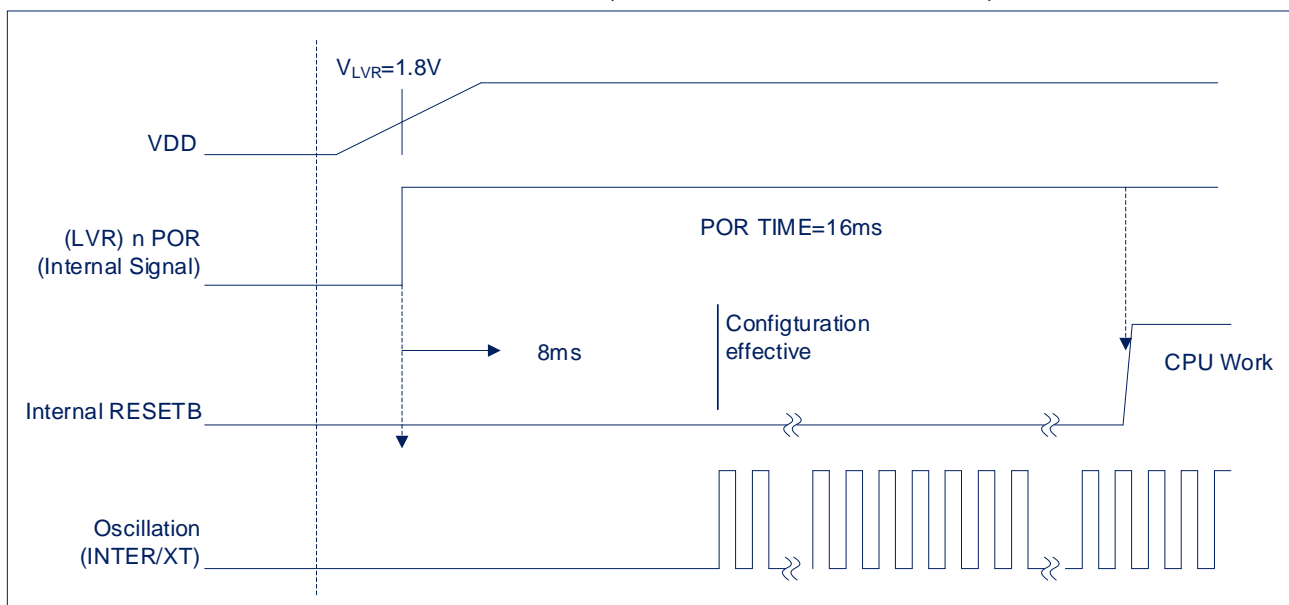 VLVR=1.8V
VDD
(LVR) n POR
(Internal Signal)
POR TIME=16ms
Configturation
effective
8ms
CPU Work
Internal RESETB
Oscillation
(INTER/XT)